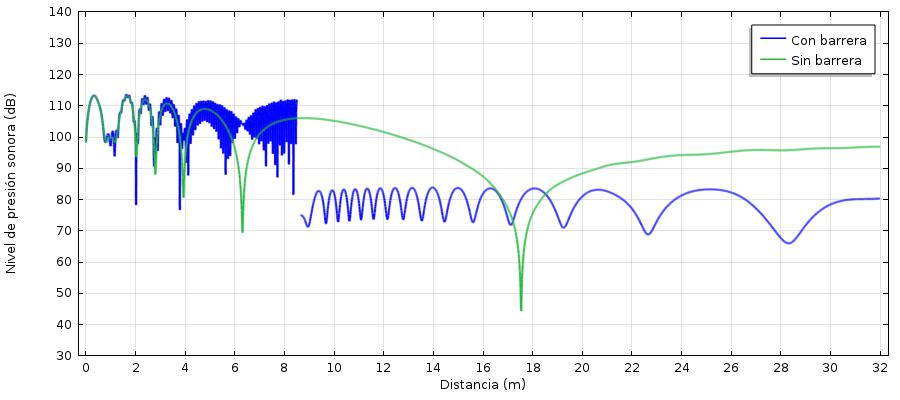 140
130
120
110
100
90
80
70
60
50
40
30
Nivel de presión sonora (dB)
Con barrera
Sin barrera
0 2 4 6 8 10 12 14 16 18 20 22 24 26 28 30 32
Distancia (m)